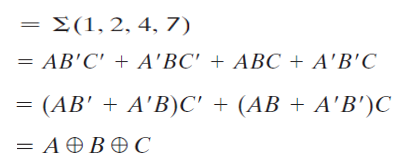 = Σ(1, 2, 4, 7)
= AB'C' + A'BC' + ABC + A'B'C
= (AB' + A'B)C' + (AB + A'B')C
= A ⊕ B ⊕ C